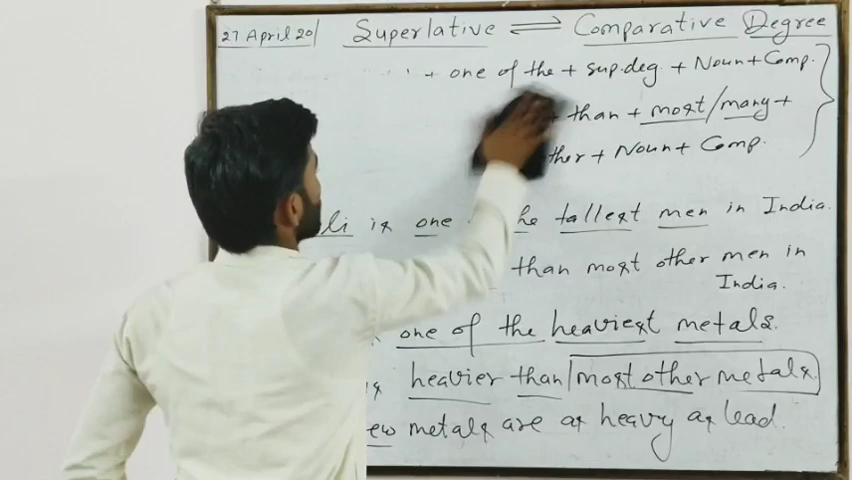 27 April 20 Superlative ⇌ Comparative Degree
+ one of the + sup.deg. + Noun + Comp.
+ than + most/many +
ther + Noun + Comp.
li is one the tallest men in India.
than most other men in
India.
one of the heaviest metals.
heavier than most other metals.
ew metals are as heavy as lead.